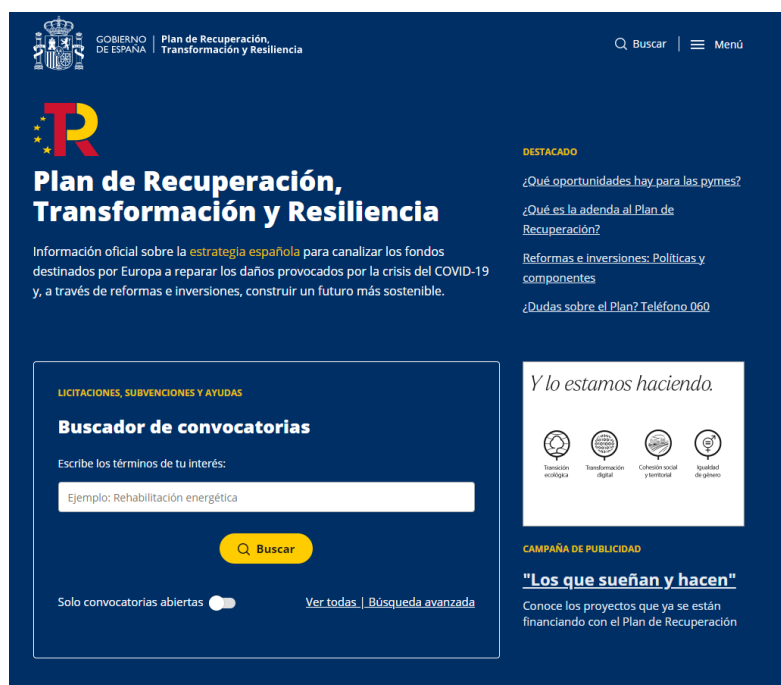 GOBIERNO
DE ESPAÑA
Plan de Recuperación,
Transformación y Resiliencia
Buscar
Menú
Plan de Recuperación,
Transformación y Resiliencia
Información oficial sobre la estrategia española para canalizar los fondos
destinados por Europa a reparar los daños provocados por la crisis del COVID-19
y, a través de reformas e inversiones, construir un futuro más sostenible.
DESTACADO
¿Qué oportunidades hay para las pymes?
¿Qué es la adenda al Plan de
Recuperación?
Reformas e inversiones: Políticas y
componentes
¿Dudas sobre el Plan? Teléfono 060
LICITACIONES, SUBVENCIONES Y AYUDAS
Buscador de convocatorias
Escribe los términos de tu interés:
Ejemplo: Rehabilitación energética
Buscar
Solo convocatorias abiertas
Ver todas | Búsqueda avanzada
Y lo estamos haciendo.
Transición
ecológica
Transformación
digital
Cohesión social
y territorial
Igualdad
de género
CAMPAÑA DE PUBLICIDAD
"Los que sueñan y hacen"
Conoce los proyectos que ya se están
financiando con el Plan de Recuperación